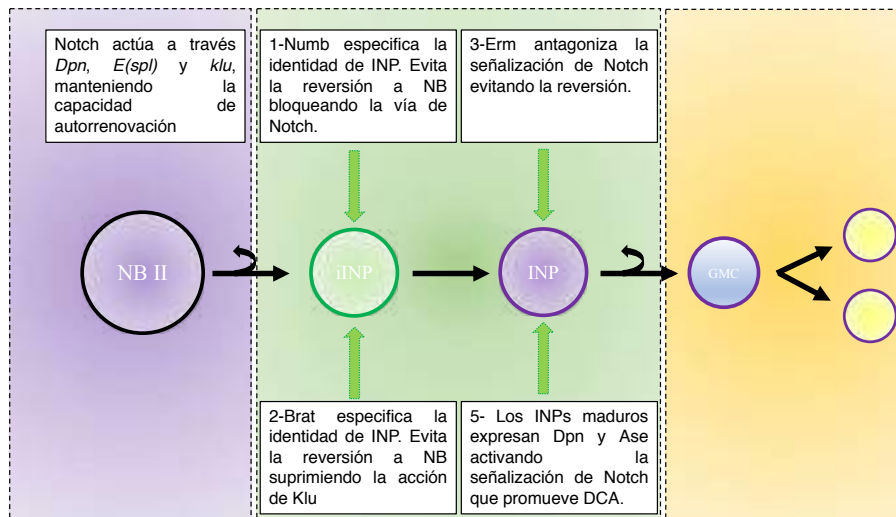 Notch actúa a través
Dpn, E(spl) y klu,
manteniendo la
capacidad de
autorrenovación
1-Numb especifica la
identidad de INP. Evita
la reversión a NB
bloqueando la vía de
Notch.
3-Erm antagoniza la
señalización de Notch
evitando la reversión.
NB II
iINP
INP
GMC
2-Brat especifica la
identidad de INP. Evita
la reversión a NB
suprimiendo la acción
de Klu
5- Los INPs maduros
expresan Dpn y Ase
activando la
señalización de Notch
que promueve DCA.